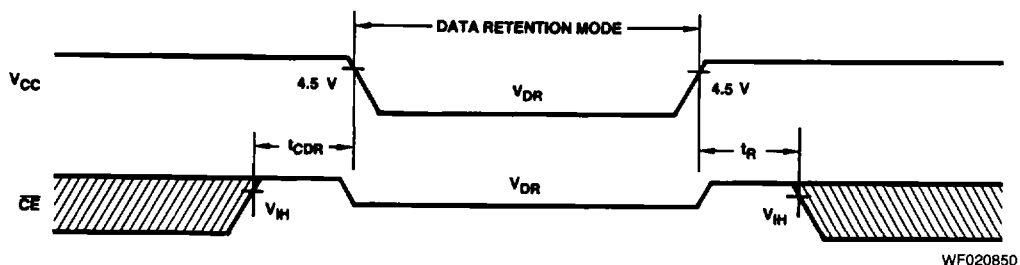 DATA RETENTION MODE
VCC
4.5 V
VDR
4.5 V
tCDR
tR
CE
VIH
VDR
VIH
WF020850